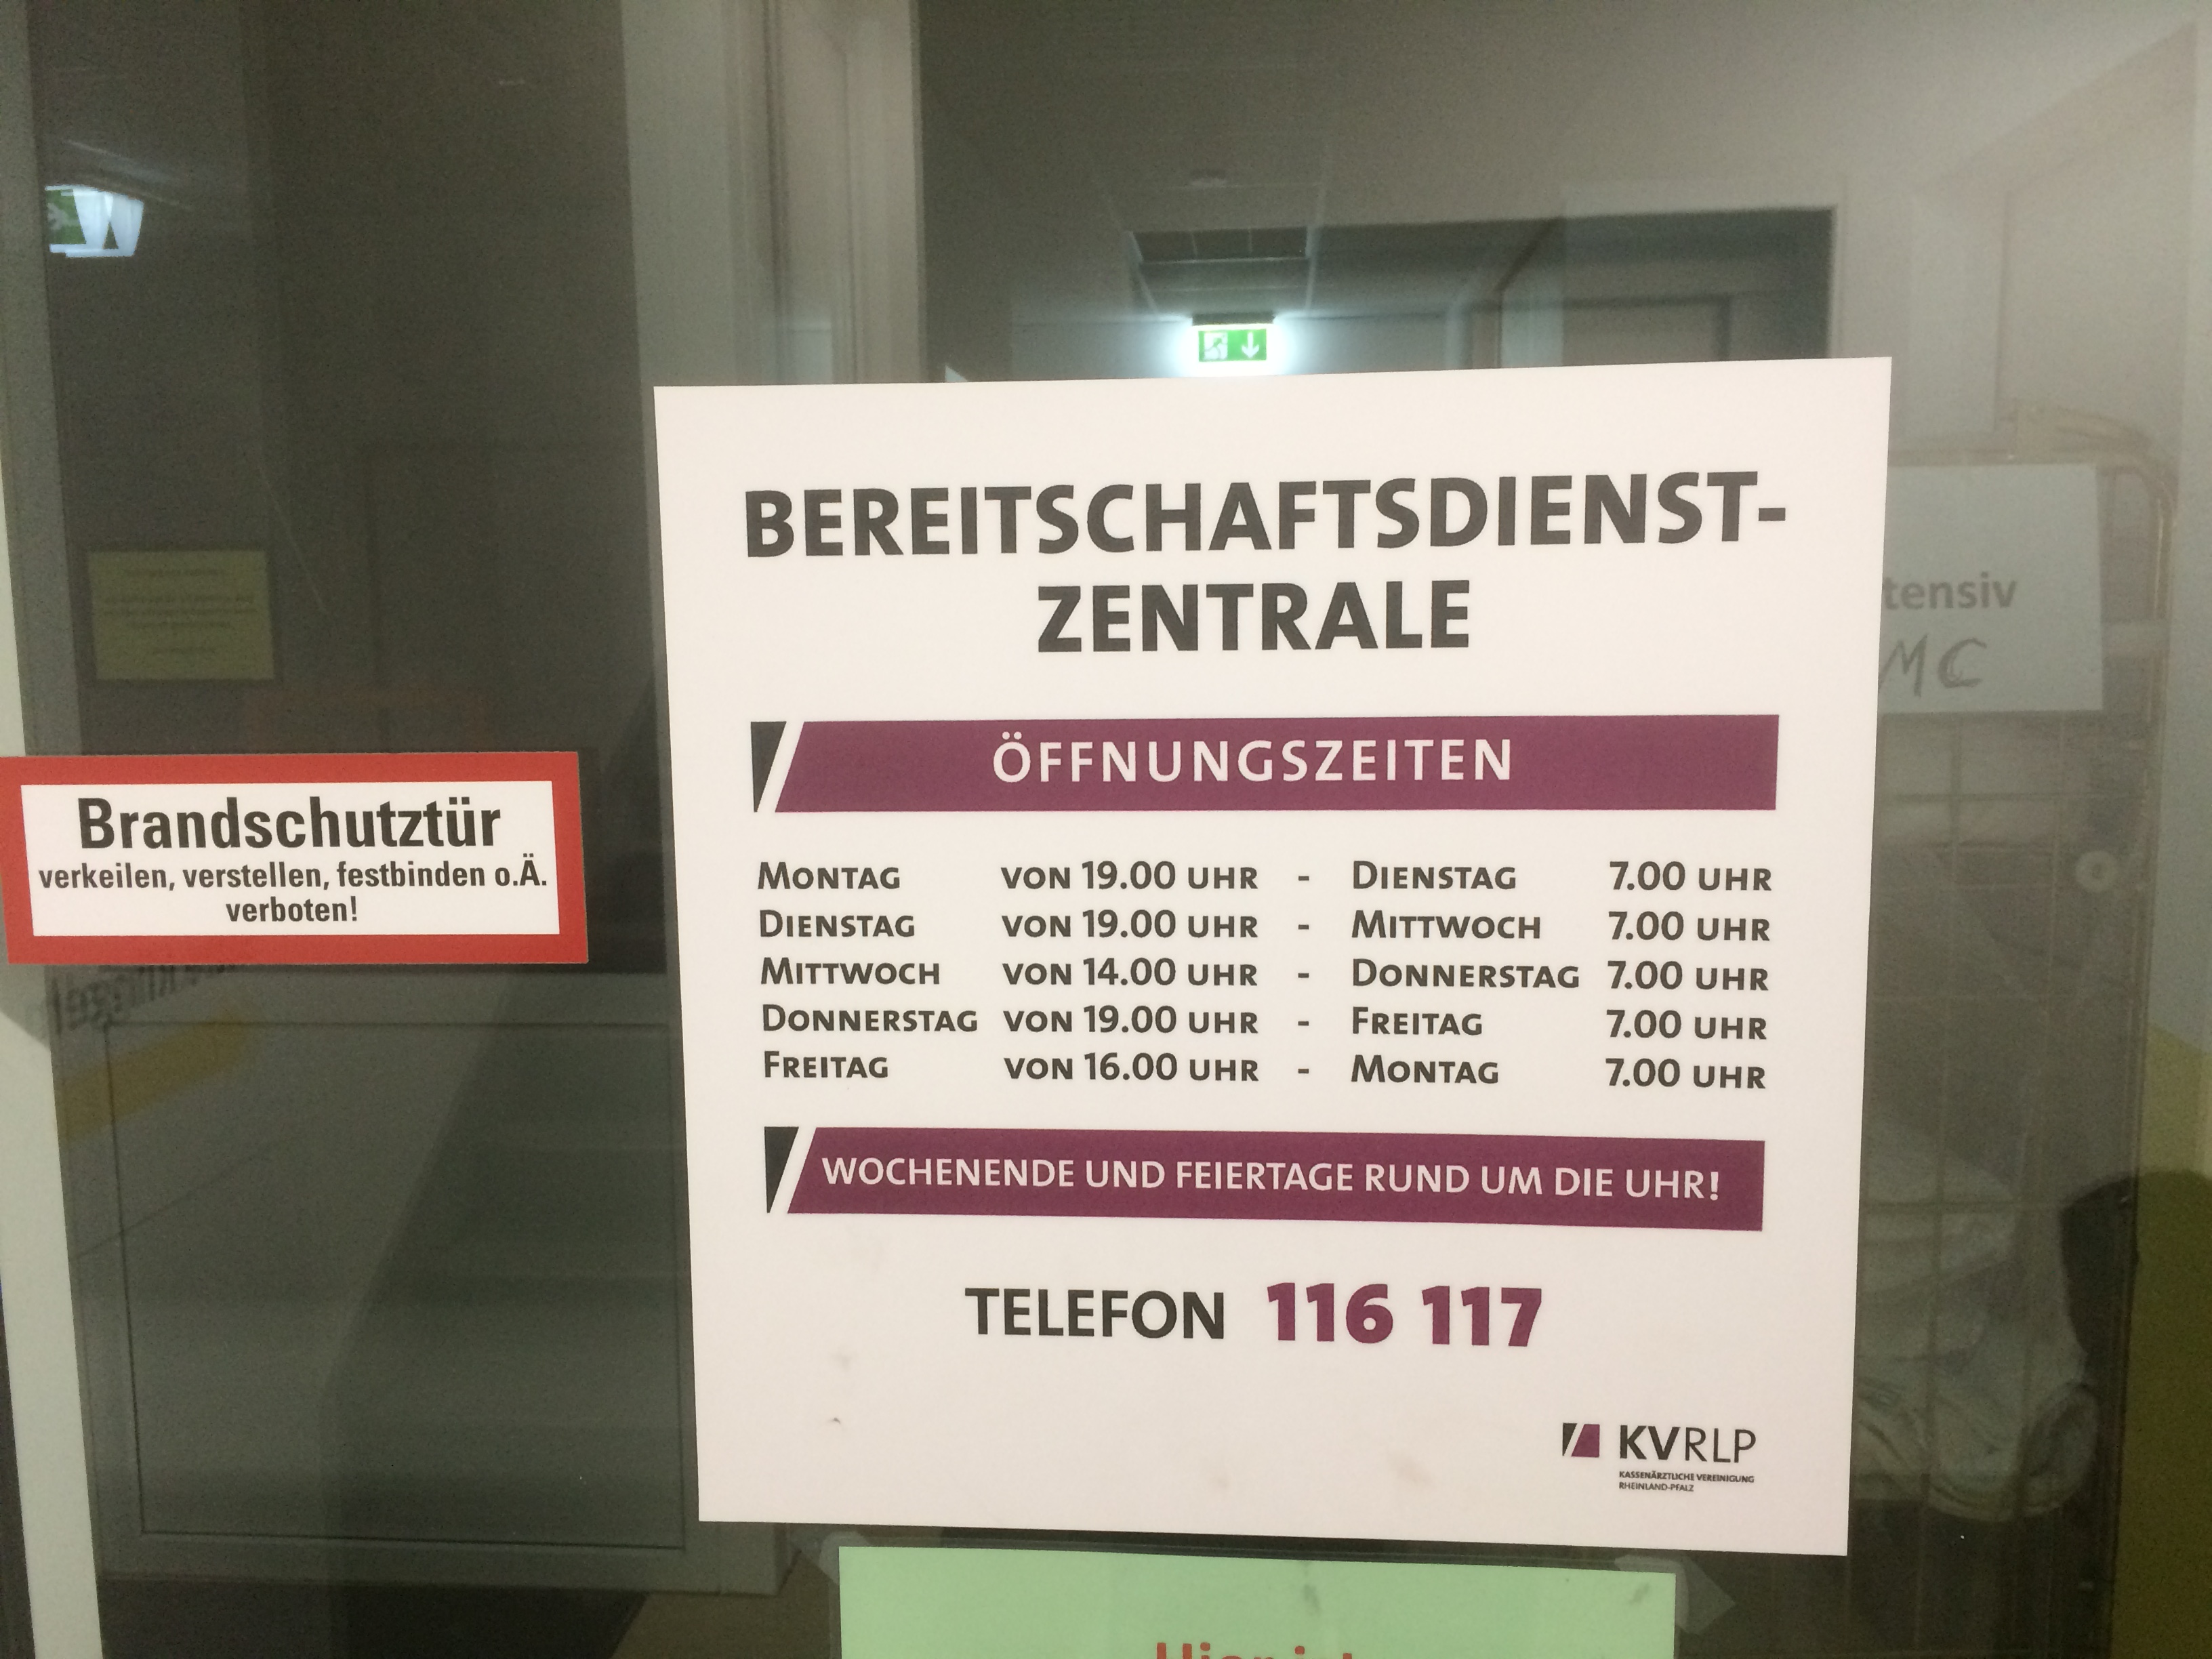 BEREITSCHAFTSDIENST-
ZENTRALE
ÖFFNUNGSZEITEN
MONTAG VON 19.00 UHR - DIENSTAG 7.00 UHR
DIENSTAG VON 19.00 UHR - MITTWOCH 7.00 UHR
MITTWOCH VON 14.00 UHR - DONNERSTAG 7.00 UHR
DONNERSTAG VON 19.00 UHR - FREITAG 7.00 UHR
FREITAG VON 16.00 UHR - MONTAG 7.00 UHR
WOCHENENDE UND FEIERTAGE RUND UM DIE UHR!
TELEFON 116 117
KVRLP
KASSENÄRZTLICHE VEREINIGUNG
RHEINLAND-PFALZ
Brandschutztür
verkeilen, verstellen, festbinden o.Ä.
verboten!
tensiv
MC
Hier ist